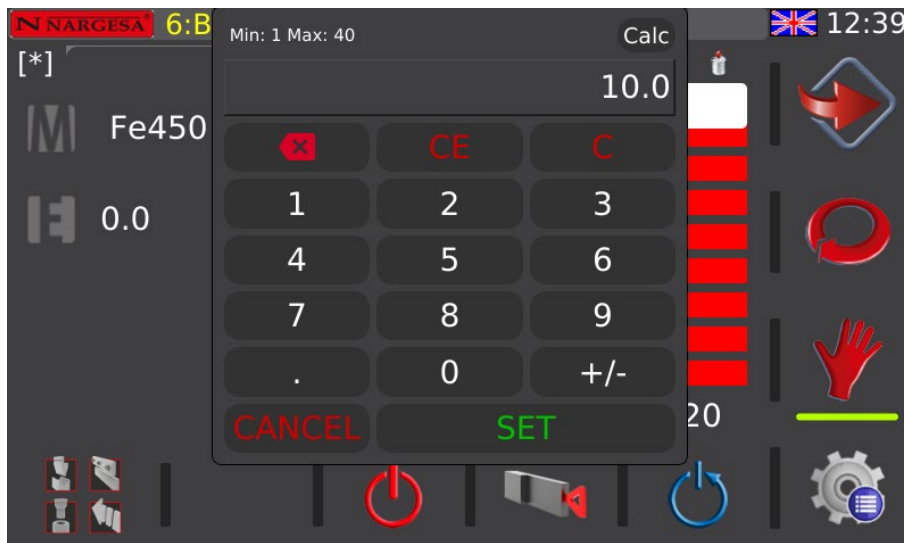 NARGESA 6:B 12:39
Min: 1 Max: 40 Calc
[*]
10.0
Fe450
CE C
1 2 3
0.0
4 5 6
7 8 9
. 0 +/-
20
CANCEL SET